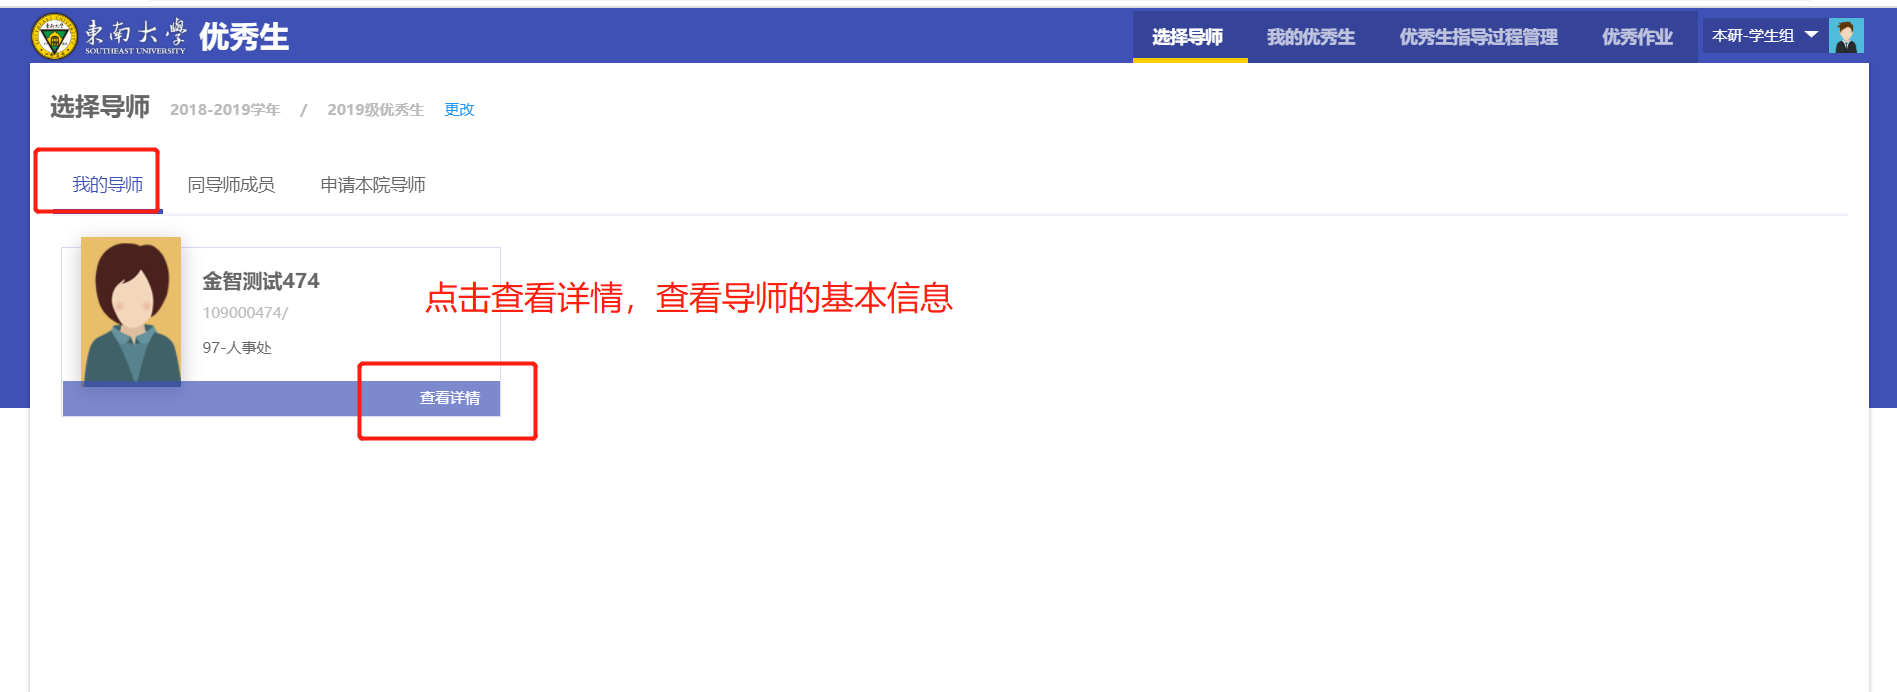 東南大學 优秀生
SOUTHEAST UNIVERSITY
选择导师 我的优秀生 优秀生指导过程管理 优秀作业 本研-学生组
选择导师 2018-2019学年 / 2019级优秀生 更改
我的导师 同导师成员 申请本院导师
金智测试474
点击查看详情，查看导师的基本信息
109000474/
97-人事处
查看详情